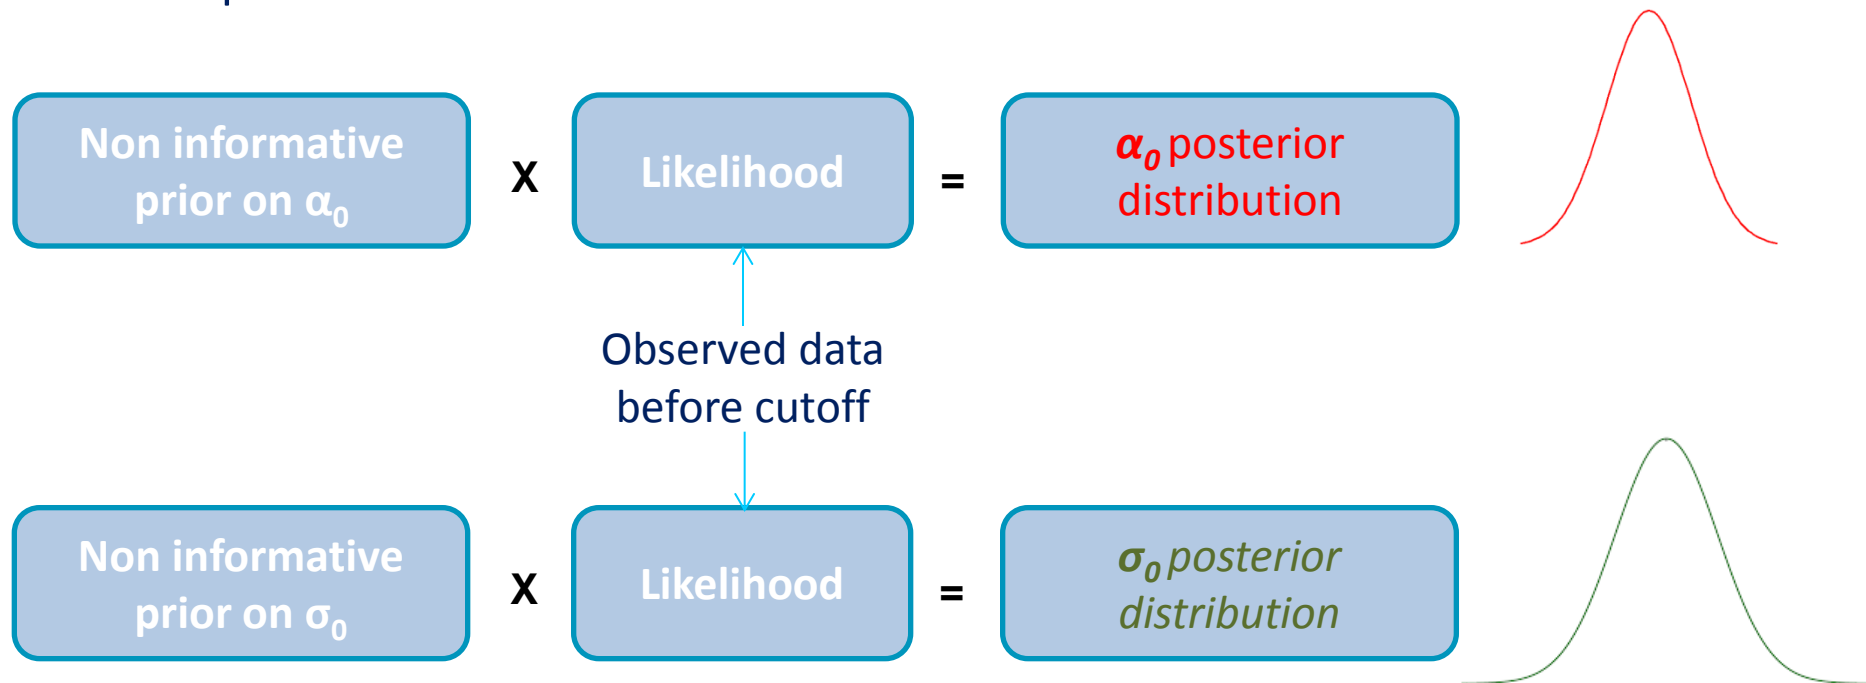 Non informative
prior on α₀
X
Likelihood
=
α₀ posterior
distribution
Observed data
before cutoff
Non informative
prior on σ₀
X
Likelihood
=
σ₀ posterior
distribution